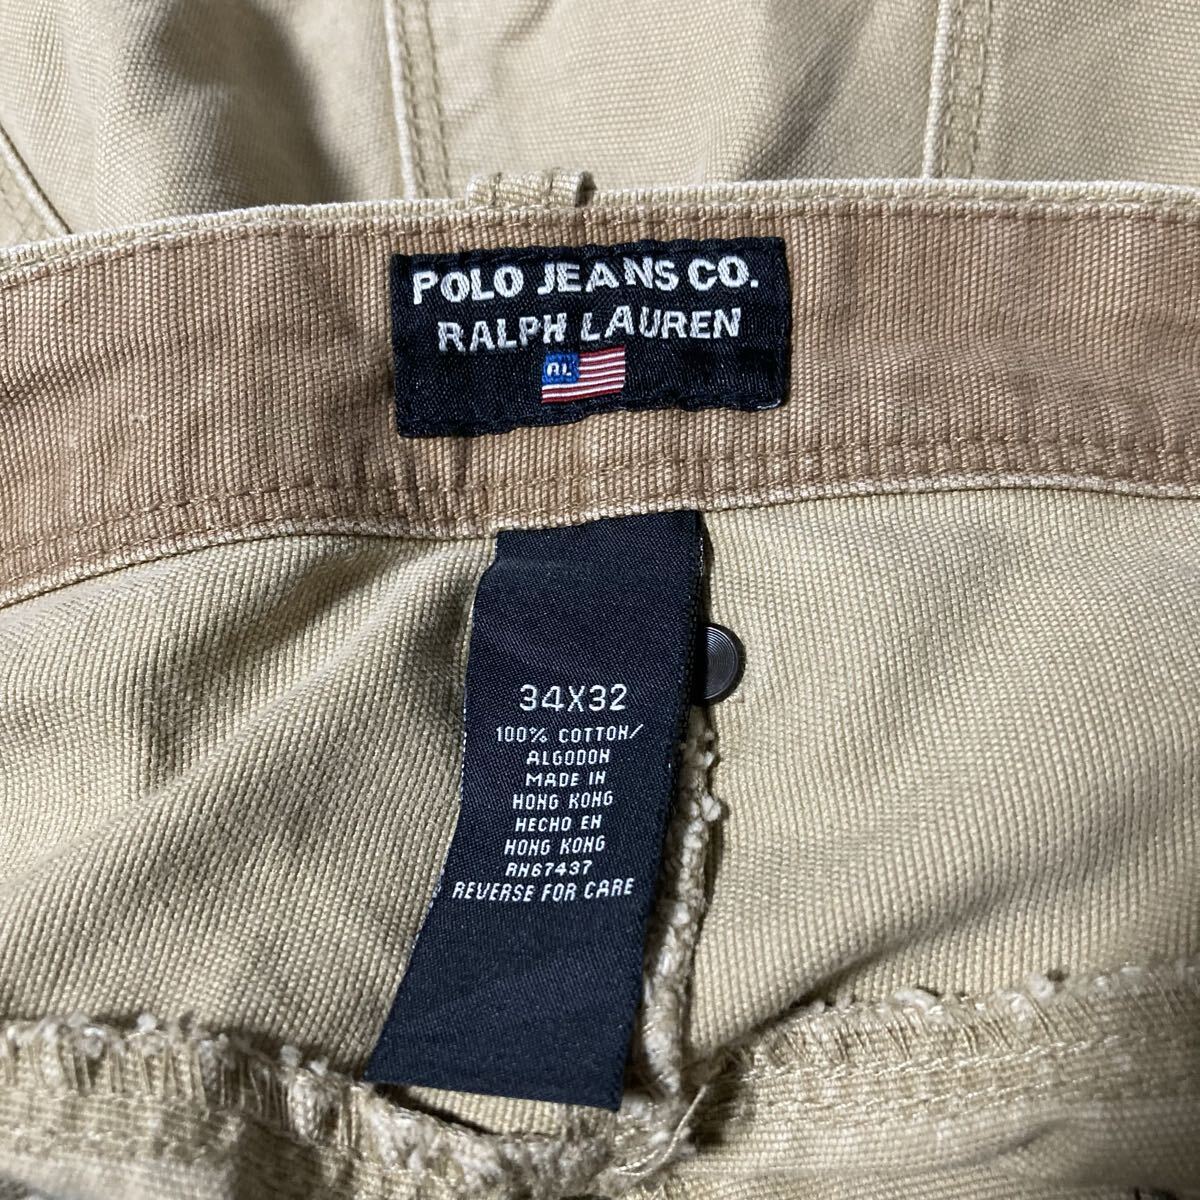 POLO JEANS CO.
RALPH LAUREN
RL
34X32
100% COTTON/
ALGODON
MADE IN
HONG KONG
HECHO EN
HONG KONG
RN67437
REVERSE FOR CARE